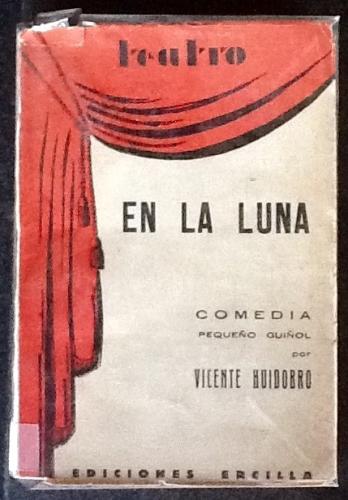 teatro
EN LA LUNA
COMEDIA
PEQUEÑO GUIÑOL
por
VICENTE HUIDOBRO
EDICIONES ERCILLA